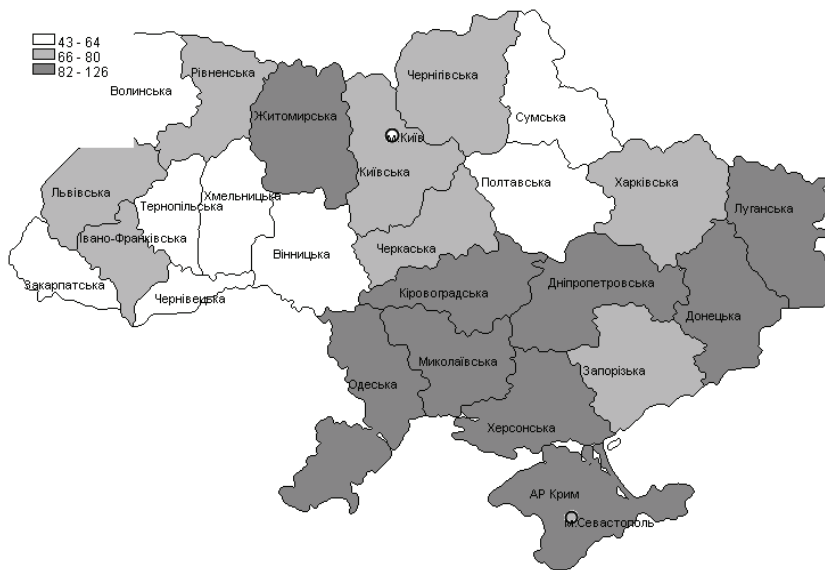 43 - 64
66 - 80
82 - 126
Волинська
Рівненська
Житомирська
Чернігівська
Сумська
м.Київ
Київська
Полтавська
Харківська
Луганська
Львівська
Тернопільська
Хмельницька
Івано-Франківська
Вінницька
Черкаська
Закарпатська
Чернівецька
Кіровоградська
Дніпропетровська
Донецька
Одеська
Миколаївська
Запорізька
Херсонська
АР Крим
м.Севастополь